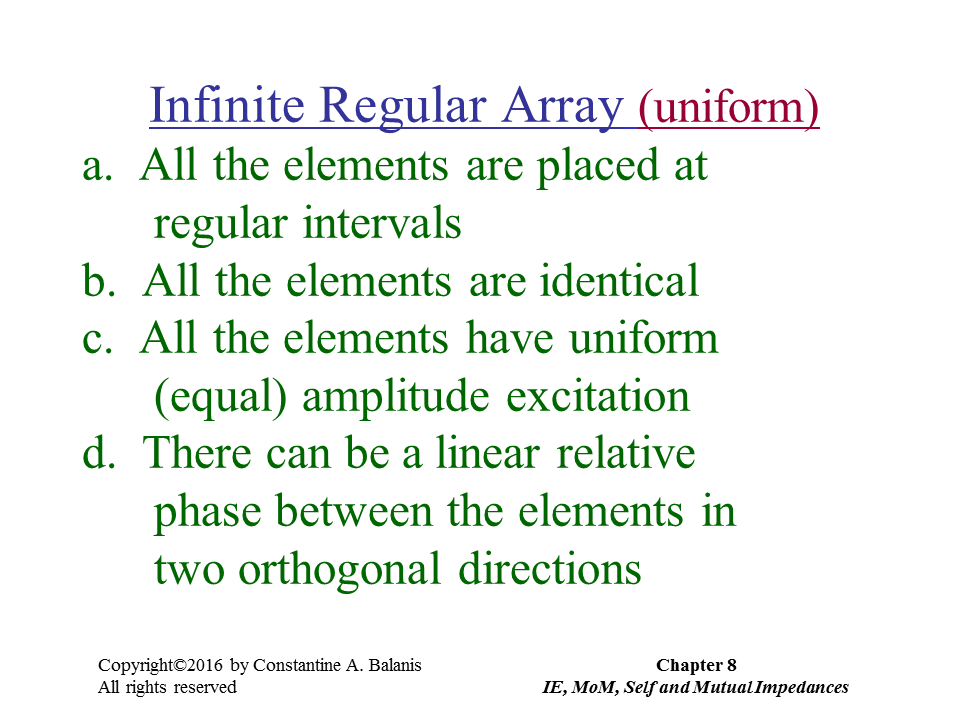 Infinite Regular Array (uniform)
a. All the elements are placed at
regular intervals
b. All the elements are identical
c. All the elements have uniform
(equal) amplitude excitation
d. There can be a linear relative
phase between the elements in
two orthogonal directions
Copyright©2016 by Constantine A. Balanis
All rights reserved
Chapter 8
IE, MoM, Self and Mutual Impedances